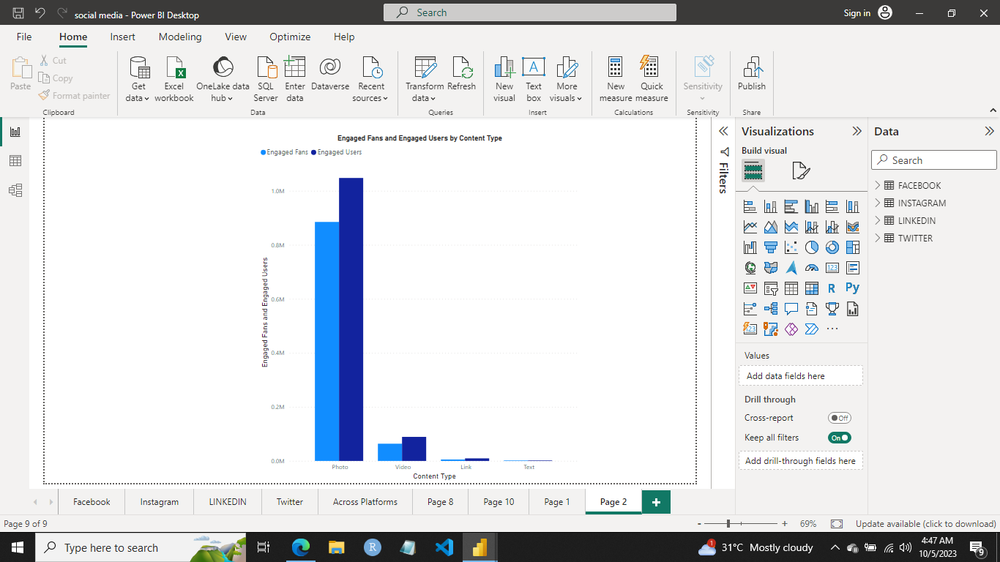 social media - Power BI Desktop
Search
Sign in
File Home Insert Modeling View Optimize Help
Paste
Cut
Copy
Format painter
Clipboard
Get data
Excel workbook
OneLake data hub
SQL Server
Enter data
Dataverse
Recent sources
Data
Transform data
Refresh
Queries
New visual
Text box
More visuals
Insert
New measure
Quick measure
Calculations
Sensitivity
Sensitivity
Publish
Share
Engaged Fans and Engaged Users by Content Type
Engaged Fans Engaged Users
1.0M
0.8M
0.6M
0.4M
0.2M
0.0M
Engaged Fans and Engaged Users
Photo Video Link Text
Content Type
Filters
Visualizations
Build visual
123
R
Py
123
Values
Add data fields here
Drill through
Cross-report
Off
Keep all filters
On
Add drill-through fields here
Data
Search
FACEBOOK
INSTAGRAM
LINKEDIN
TWITTER
Facebook Instagram LINKEDIN Twitter Across Platforms Page 8 Page 10 Page 1 Page 2 +
Page 9 of 9
- + 69%
Update available (click to download)
Type here to search
R
1
31°C Mostly cloudy
4:47 AM
10/5/2023
9